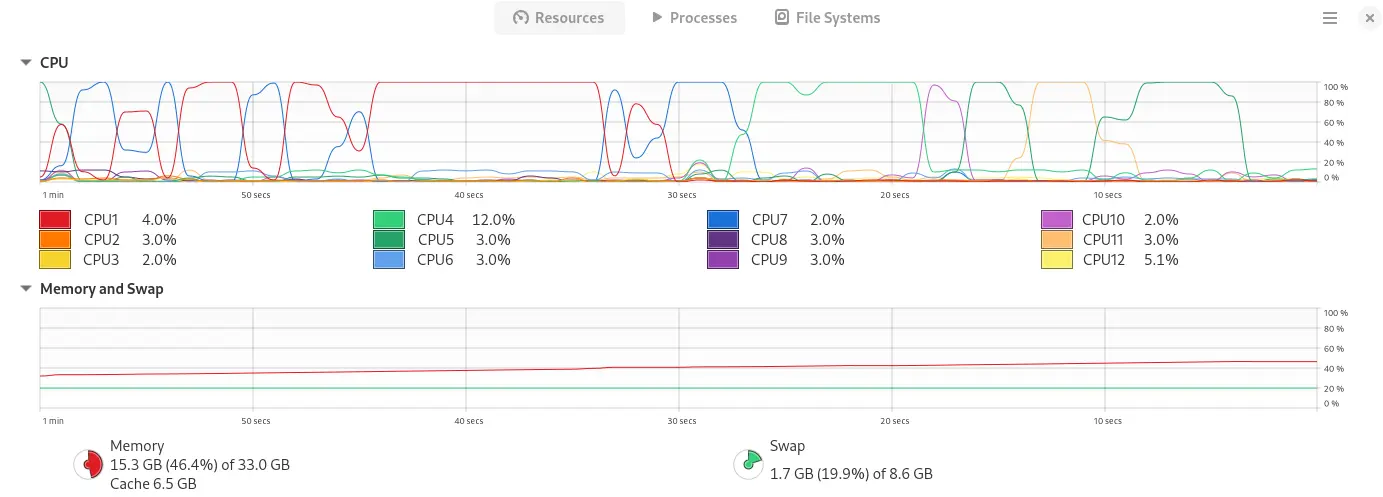 Resources Processes File Systems
CPU
100 %
80 %
60 %
40 %
20 %
0 %
1 min 50 secs 40 secs 30 secs 20 secs 10 secs
CPU1 4.0% CPU4 12.0% CPU7 2.0% CPU10 2.0%
CPU2 3.0% CPU5 3.0% CPU8 3.0% CPU11 3.0%
CPU3 2.0% CPU6 3.0% CPU9 3.0% CPU12 5.1%
Memory and Swap
100 %
80 %
60 %
40 %
20 %
0 %
1 min 50 secs 40 secs 30 secs 20 secs 10 secs
Memory
15.3 GB (46.4%) of 33.0 GB
Cache 6.5 GB
Swap
1.7 GB (19.9%) of 8.6 GB